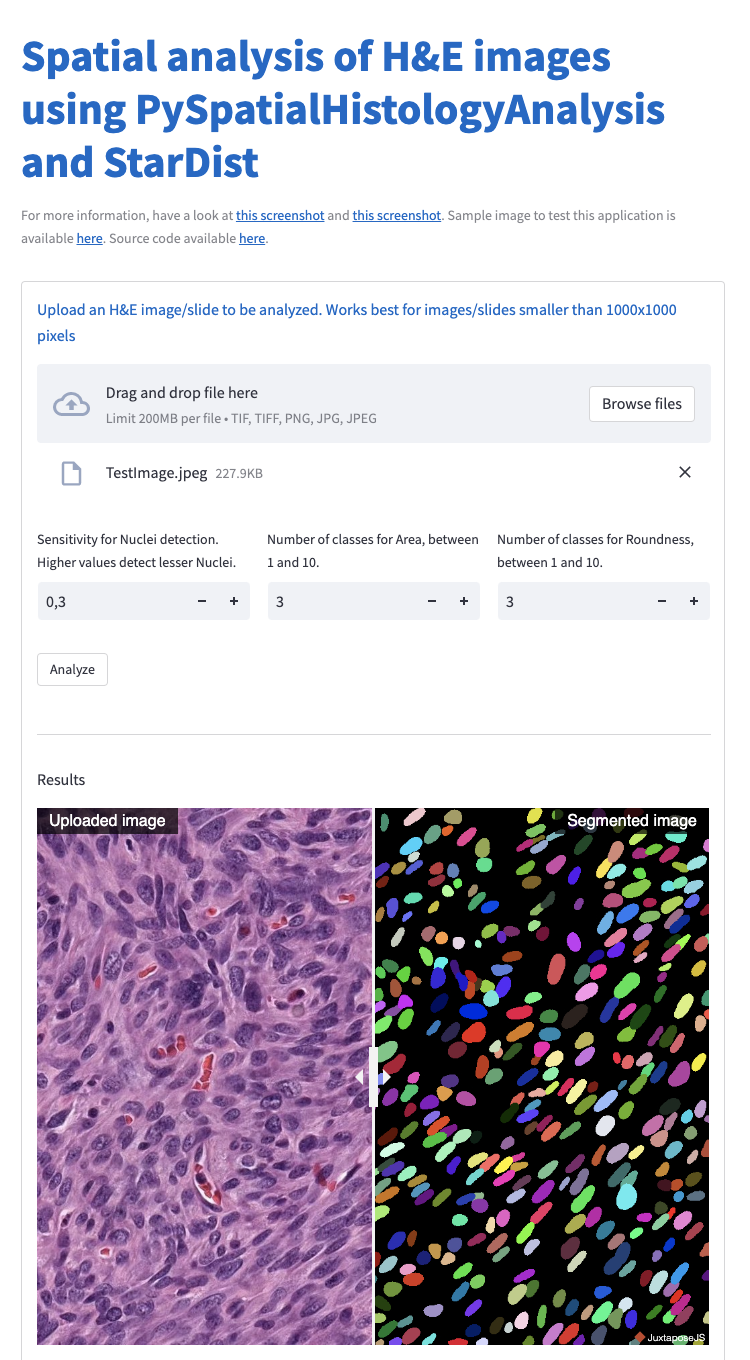 Spatial analysis of H&E images
using PySpatialHistologyAnalysis
and StarDist
For more information, have a look at this screenshot and this screenshot. Sample image to test this application is
available here. Source code available here.
Upload an H&E image/slide to be analyzed. Works best for images/slides smaller than 1000x1000
pixels
Drag and drop file here
Limit 200MB per file • TIF, TIFF, PNG, JPG, JPEG
Browse files
TestImage.jpeg 227.9KB
Sensitivity for Nuclei detection.
Higher values detect lesser Nuclei.
0,3
Number of classes for Area, between
1 and 10.
3
Number of classes for Roundness,
between 1 and 10.
3
Analyze
Results
Uploaded image
Segmented image
JuxtaposeJS